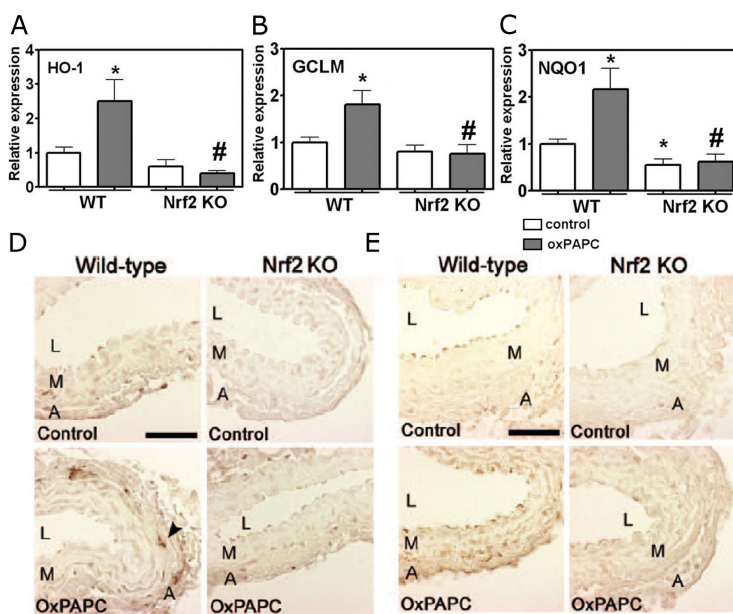 A
HO-1
Relative expression
4
3
2
1
0
*
#
WT
Nrf2 KO
B
GCLM
Relative expression
3
2
1
0
*
#
WT
Nrf2 KO
C
NQO1
Relative expression
3
2
1
0
*
*
#
WT
Nrf2 KO
control
oxPAPC
D
Wild-type
Nrf2 KO
L
M
A
Control
L
M
A
Control
L
M
A
OxPAPC
L
M
A
OxPAPC
E
Wild-type
Nrf2 KO
L
M
A
Control
L
M
A
Control
L
M
A
OxPAPC
L
M
A
OxPAPC